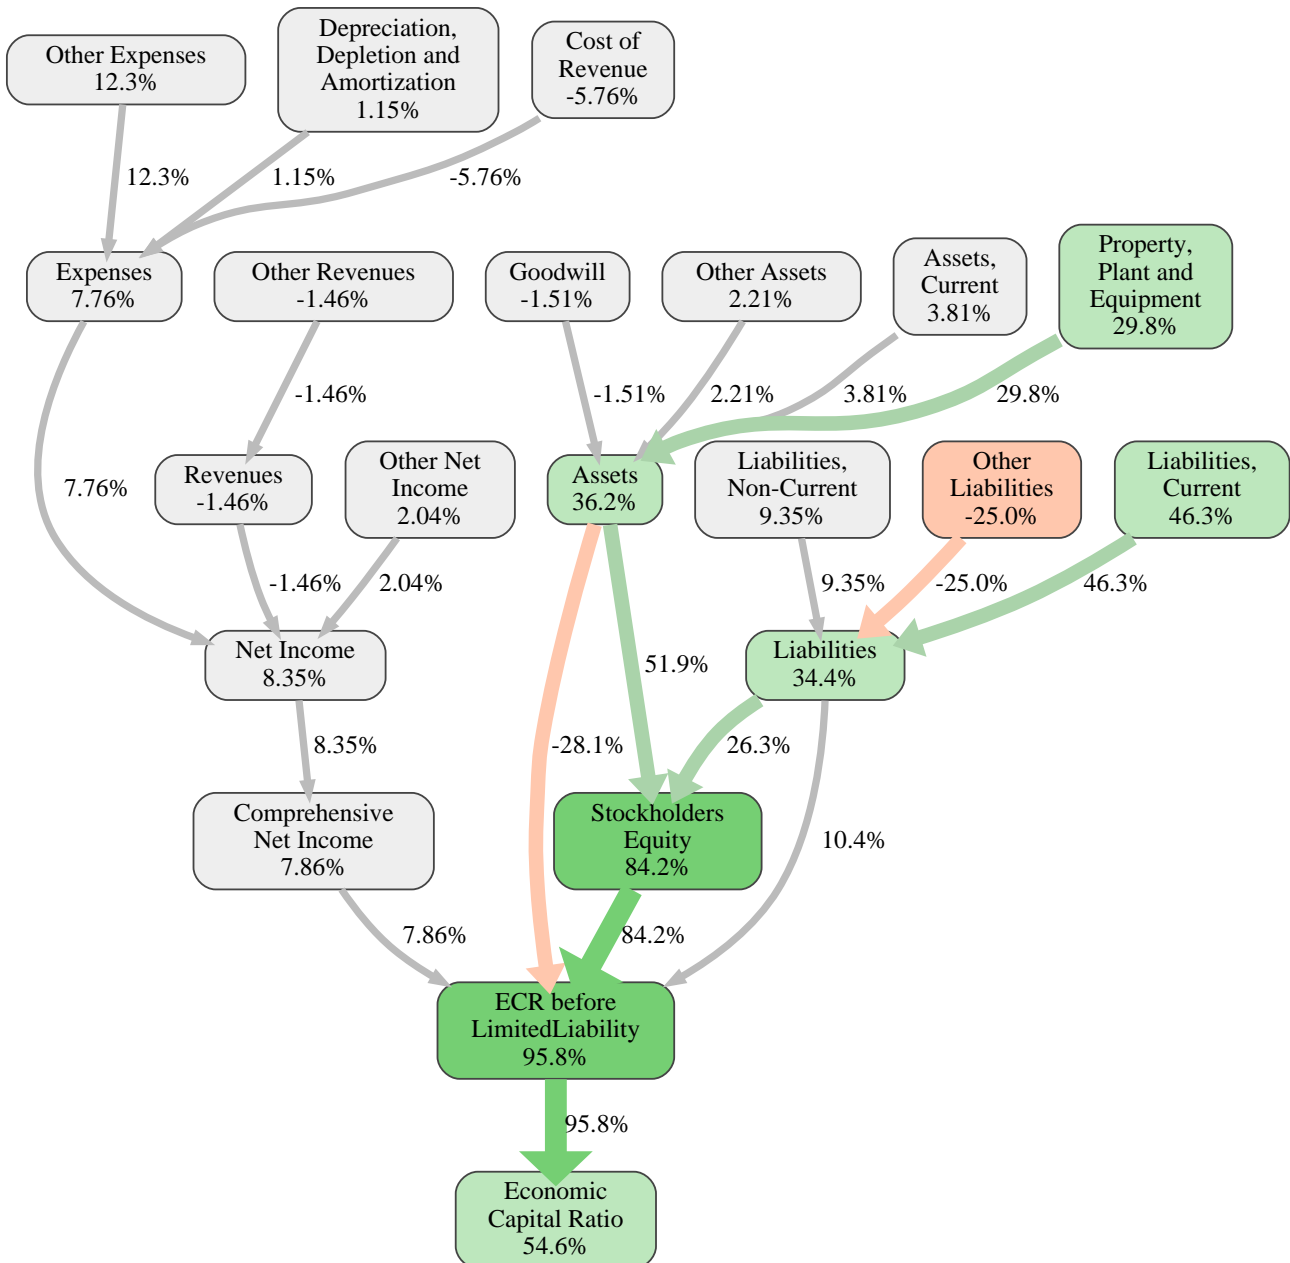 Other Expenses
12.3%
Depreciation,
Depletion and
Amortization
1.15%
Cost of
Revenue
-5.76%
12.3%
1.15%
-5.76%
Expenses
7.76%
Other Revenues
-1.46%
Goodwill
-1.51%
Other Assets
2.21%
Assets,
Current
3.81%
Property,
Plant and
Equipment
29.8%
-1.46%
-1.51%
2.21%
3.81%
29.8%
7.76%
Revenues
-1.46%
Other Net
Income
2.04%
Assets
36.2%
Liabilities,
Non-Current
9.35%
Other
Liabilities
-25.0%
Liabilities,
Current
46.3%
-1.46%
2.04%
9.35%
-25.0%
46.3%
Net Income
8.35%
51.9%
Liabilities
34.4%
8.35%
-28.1%
26.3%
Comprehensive
Net Income
7.86%
Stockholders
Equity
84.2%
10.4%
7.86%
84.2%
ECR before
LimitedLiability
95.8%
95.8%
Economic
Capital Ratio
54.6%